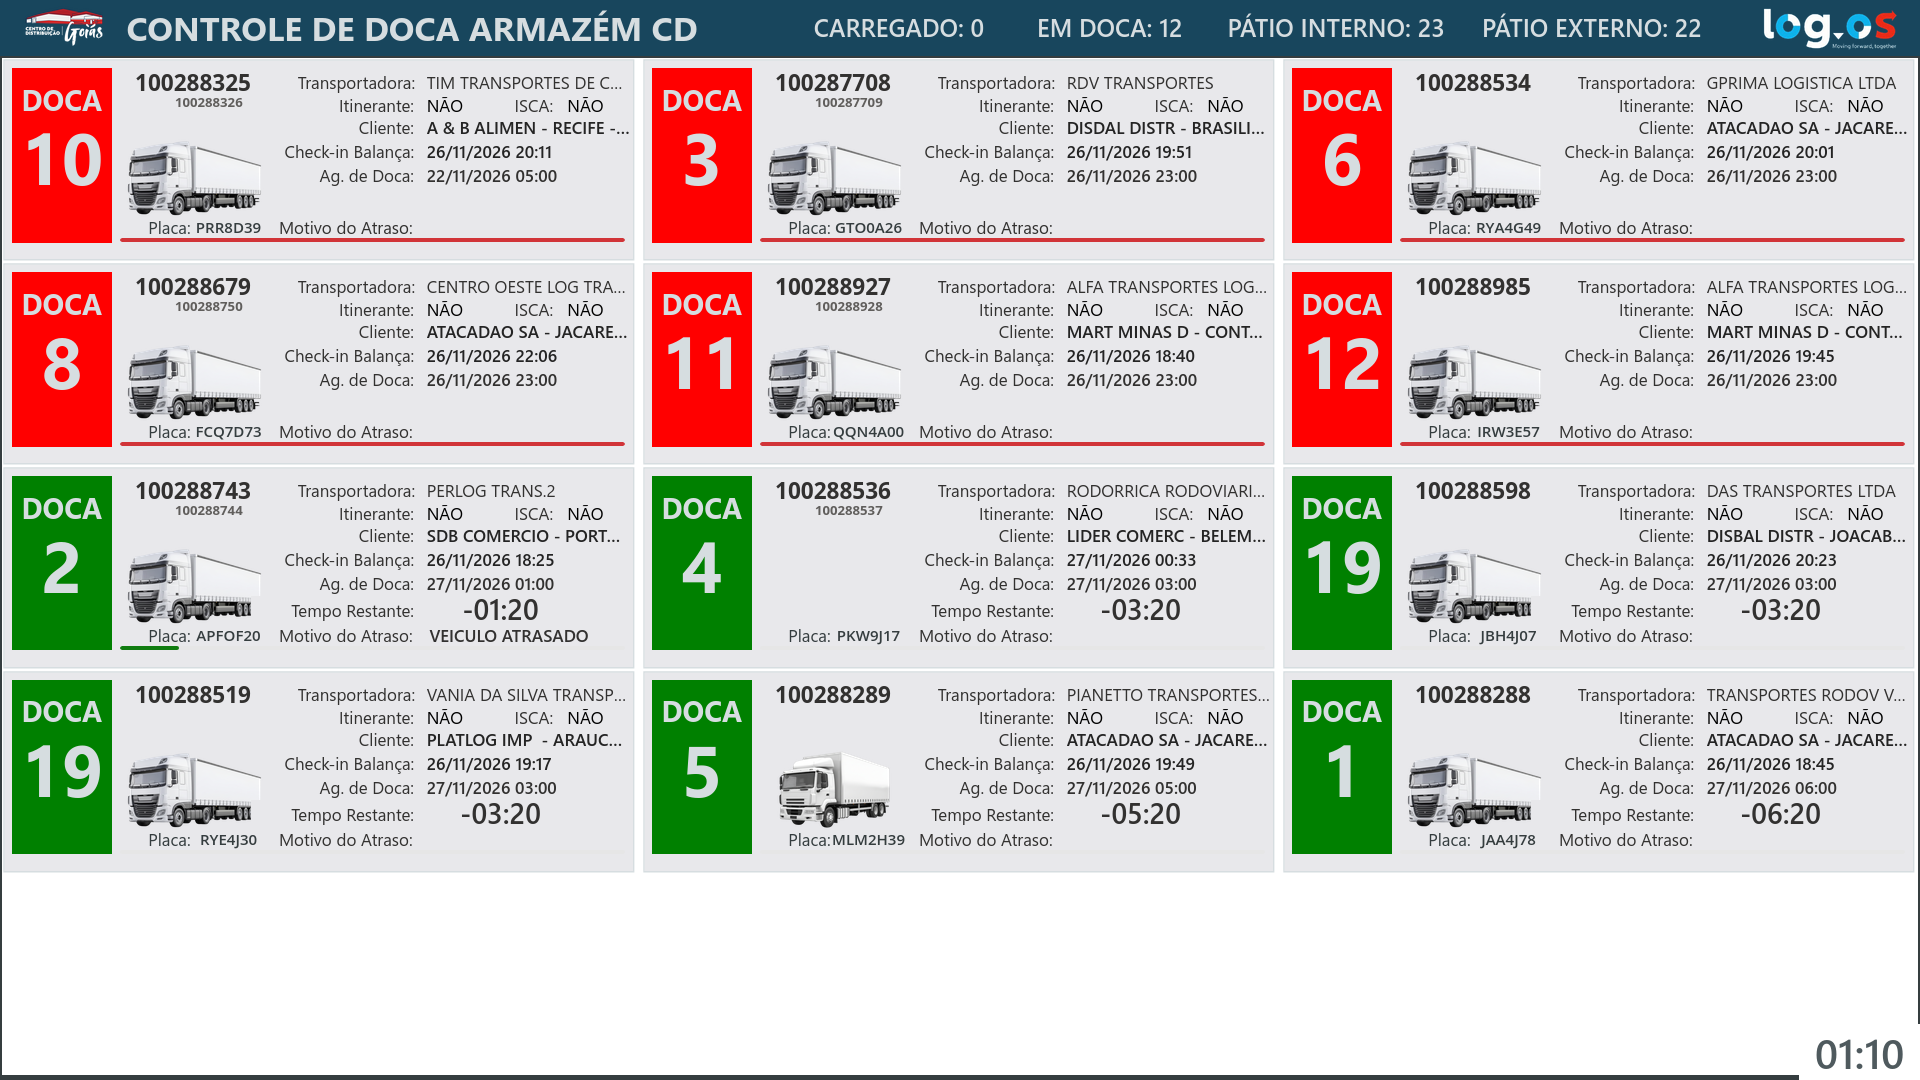 CENTRO DE DISTRIBUIÇÃO Goiás
CONTROLE DE DOCA ARMAZÉM CD
CARREGADO: 0
EM DOCA: 12
PÁTIO INTERNO: 23
PÁTIO EXTERNO: 22
log.os
Moving forward, together
DOCA
10
100288325
100288326
Transportadora: TIM TRANSPORTES DE C...
Itinerante: NÃO ISCA: NÃO
Cliente: A & B ALIMEN - RECIFE -...
Check-in Balança: 26/11/2026 20:11
Ag. de Doca: 22/11/2026 05:00
Placa: PRR8D39 Motivo do Atraso:
DOCA
3
100287708
100287709
Transportadora: RDV TRANSPORTES
Itinerante: NÃO ISCA: NÃO
Cliente: DISDAL DISTR - BRASILI...
Check-in Balança: 26/11/2026 19:51
Ag. de Doca: 26/11/2026 23:00
Placa: GTO0A26 Motivo do Atraso:
DOCA
6
100288534
Transportadora: GPRIMA LOGISTICA LTDA
Itinerante: NÃO ISCA: NÃO
Cliente: ATACADAO SA - JACARE...
Check-in Balança: 26/11/2026 20:01
Ag. de Doca: 26/11/2026 23:00
Placa: RYA4G49 Motivo do Atraso:
DOCA
8
100288679
100288750
Transportadora: CENTRO OESTE LOG TRA...
Itinerante: NÃO ISCA: NÃO
Cliente: ATACADAO SA - JACARE...
Check-in Balança: 26/11/2026 22:06
Ag. de Doca: 26/11/2026 23:00
Placa: FCQ7D73 Motivo do Atraso:
DOCA
11
100288927
100288928
Transportadora: ALFA TRANSPORTES LOG...
Itinerante: NÃO ISCA: NÃO
Cliente: MART MINAS D - CONT...
Check-in Balança: 26/11/2026 18:40
Ag. de Doca: 26/11/2026 23:00
Placa: QQN4A00 Motivo do Atraso:
DOCA
12
100288985
Transportadora: ALFA TRANSPORTES LOG...
Itinerante: NÃO ISCA: NÃO
Cliente: MART MINAS D - CONT...
Check-in Balança: 26/11/2026 19:45
Ag. de Doca: 26/11/2026 23:00
Placa: IRW3E57 Motivo do Atraso:
DOCA
2
100288743
100288744
Transportadora: PERLOG TRANS.2
Itinerante: NÃO ISCA: NÃO
Cliente: SDB COMERCIO - PORT...
Check-in Balança: 26/11/2026 18:25
Ag. de Doca: 27/11/2026 01:00
Tempo Restante: -01:20
Placa: APFOF20 Motivo do Atraso: VEICULO ATRASADO
DOCA
4
100288536
100288537
Transportadora: RODORRICA RODOVIARI...
Itinerante: NÃO ISCA: NÃO
Cliente: LIDER COMERC - BELEM...
Check-in Balança: 27/11/2026 00:33
Ag. de Doca: 27/11/2026 03:00
Tempo Restante: -03:20
Placa: PKW9J17 Motivo do Atraso:
DOCA
19
100288598
Transportadora: DAS TRANSPORTES LTDA
Itinerante: NÃO ISCA: NÃO
Cliente: DISBAL DISTR - JOACAB...
Check-in Balança: 26/11/2026 20:23
Ag. de Doca: 27/11/2026 03:00
Tempo Restante: -03:20
Placa: JBH4J07 Motivo do Atraso:
DOCA
19
100288519
Transportadora: VANIA DA SILVA TRANSP...
Itinerante: NÃO ISCA: NÃO
Cliente: PLATLOG IMP - ARAUC...
Check-in Balança: 26/11/2026 19:17
Ag. de Doca: 27/11/2026 03:00
Tempo Restante: -03:20
Placa: RYE4J30 Motivo do Atraso:
DOCA
5
100288289
Transportadora: PIANETTO TRANSPORTES...
Itinerante: NÃO ISCA: NÃO
Cliente: ATACADAO SA - JACARE...
Check-in Balança: 26/11/2026 19:49
Ag. de Doca: 27/11/2026 05:00
Tempo Restante: -05:20
Placa: MLM2H39 Motivo do Atraso:
DOCA
1
100288288
Transportadora: TRANSPORTES RODOV V...
Itinerante: NÃO ISCA: NÃO
Cliente: ATACADAO SA - JACARE...
Check-in Balança: 26/11/2026 18:45
Ag. de Doca: 27/11/2026 06:00
Tempo Restante: -06:20
Placa: JAA4J78 Motivo do Atraso:
01:10